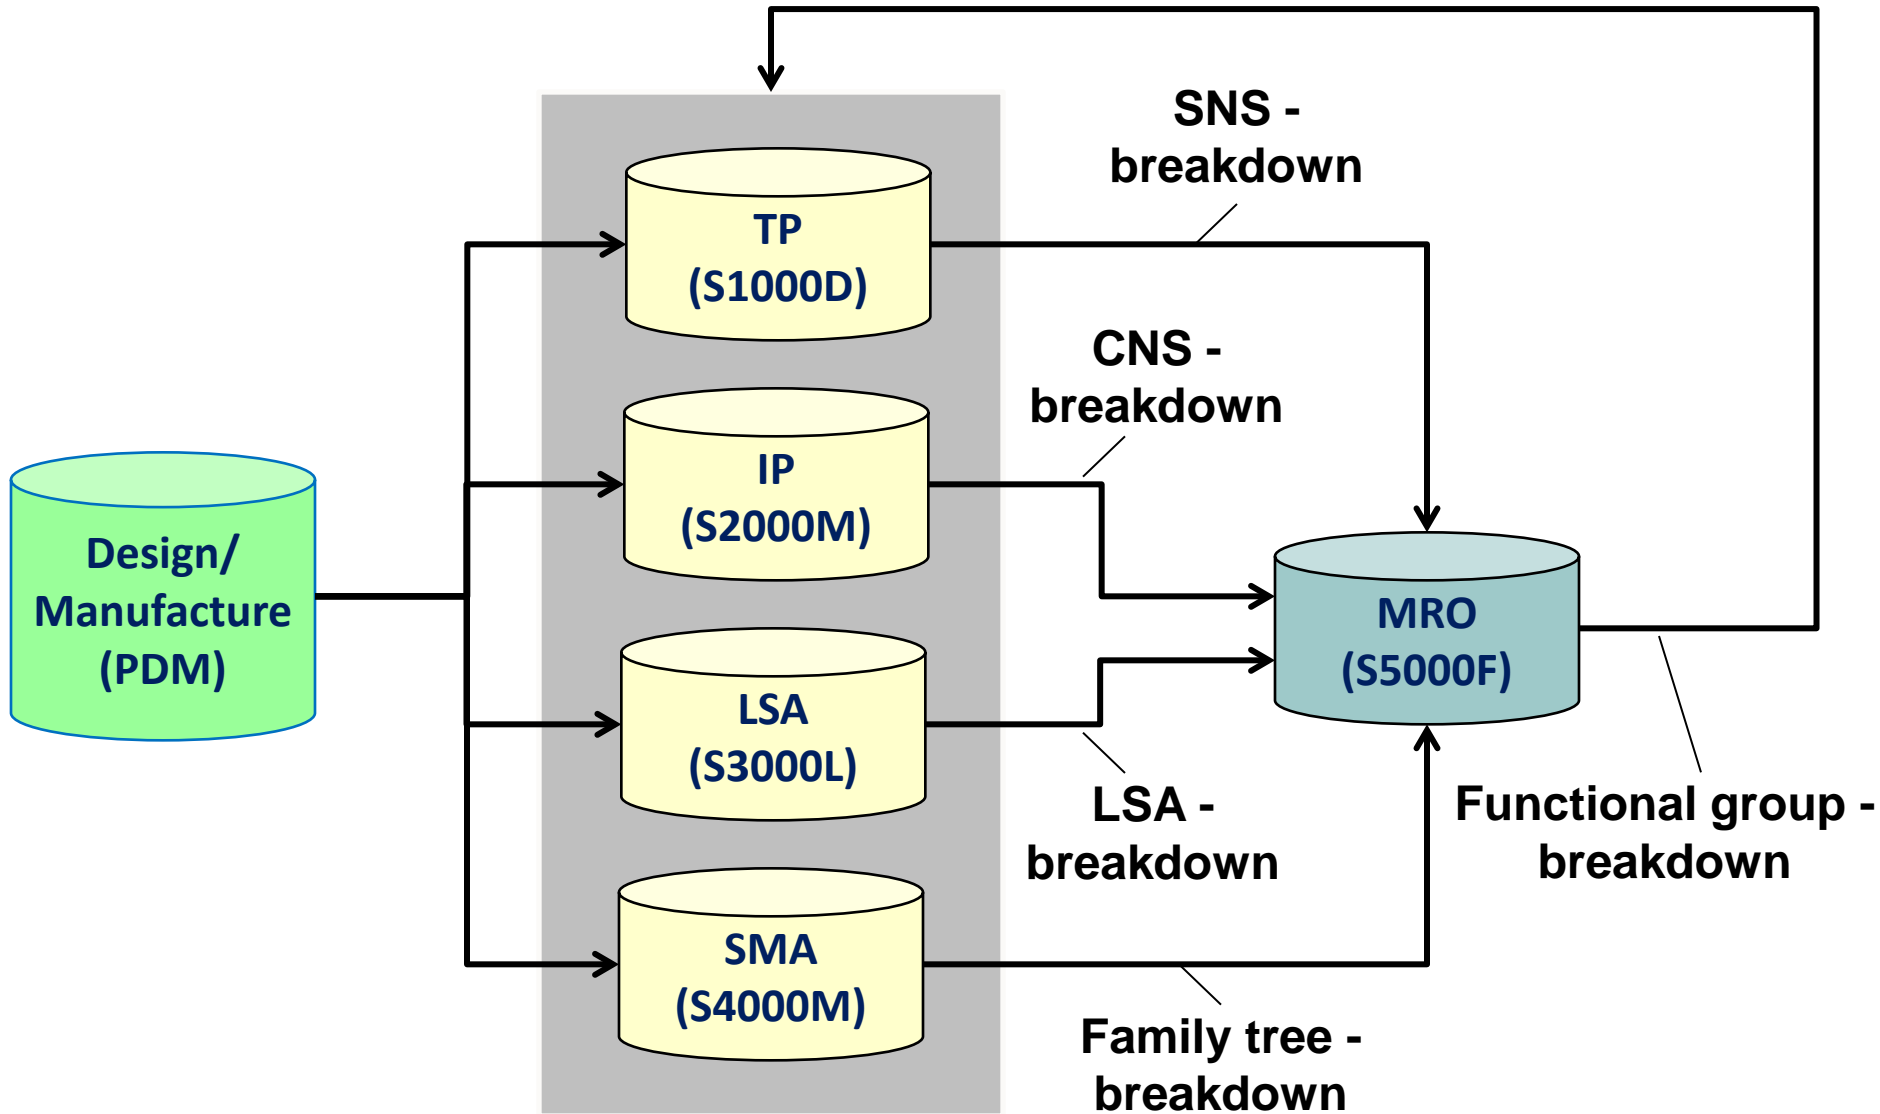 SNS -
breakdown
TP
(S1000D)
CNS -
breakdown
IP
(S2000M)
Design/
Manufacture
(PDM)
MRO
(S5000F)
LSA
(S3000L)
LSA -
breakdown
Functional group -
breakdown
SMA
(S4000M)
Family tree -
breakdown